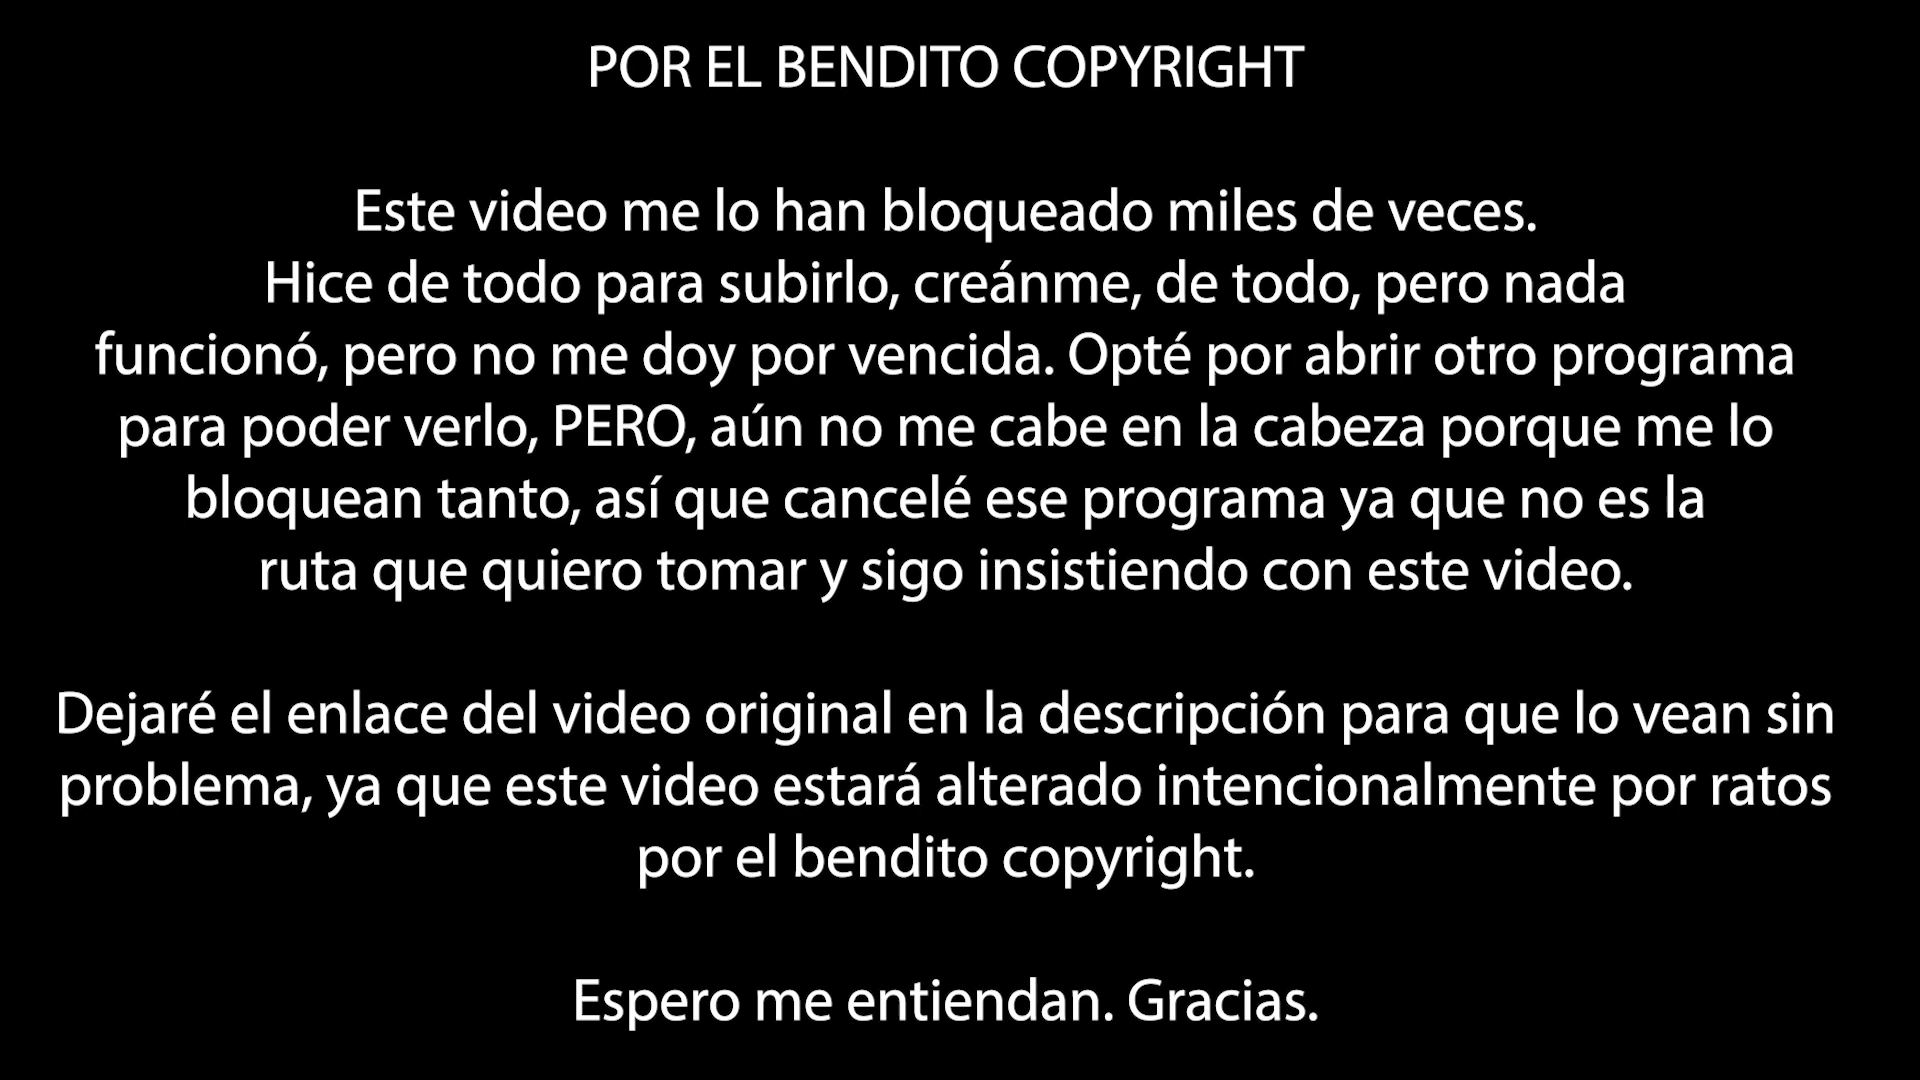 POR EL BENDITO COPYRIGHT
Este video me lo han bloqueado miles de veces.
Hice de todo para subirlo, creánme, de todo, pero nada
funcionó, pero no me doy por vencida. Opté por abrir otro programa
para poder verlo, PERO, aún no me cabe en la cabeza porque me lo
bloquean tanto, así que cancelé ese programa ya que no es la
ruta que quiero tomar y sigo insistiendo con este video.
Dejaré el enlace del video original en la descripción para que lo vean sin
problema, ya que este video estará alterado intencionalmente por ratos
por el bendito copyright.
Espero me entiendan. Gracias.